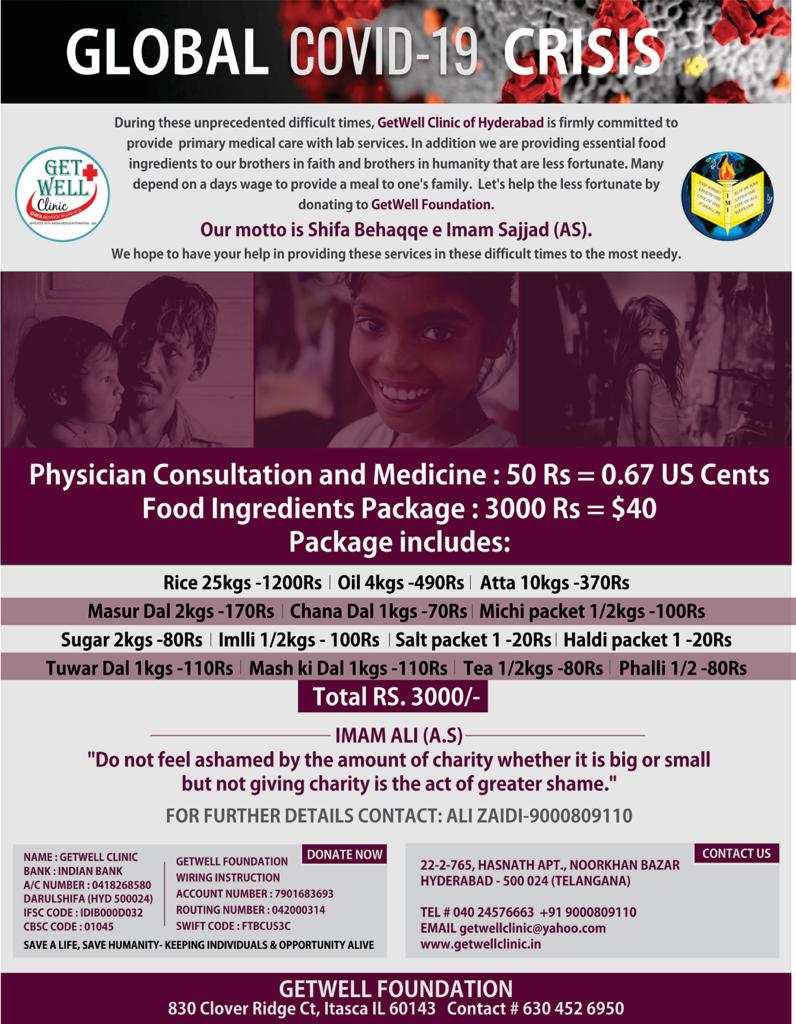 GLOBAL COVID-19 CRISIS
During these unprecedented difficult times, GetWell Clinic of Hyderabad is firmly committed to
provide primary medical care with lab services. In addition we are providing essential food
ingredients to our brothers in faith and brothers in humanity that are less fortunate. Many
depend on a days wage to provide a meal to one's family. Let's help the less fortunate by
donating to GetWell Foundation.
GET
WELL
Clinic
Our motto is Shifa Behaqqe e Imam Sajjad (AS).
We hope to have your help in providing these services in these difficult times to the most needy.
Physician Consultation and Medicine : 50 Rs = 0.67 US Cents
Food Ingredients Package : 3000 Rs = $40
Package includes:
Rice 25kgs -1200Rs | Oil 4kgs -490Rs | Atta 10kgs -370Rs
Masur Dal 2kgs -170Rs | Chana Dal 1kgs -70Rs | Michi packet 1/2kgs -100Rs
Sugar 2kgs -80Rs | Imlli 1/2kgs - 100Rs | Salt packet 1 -20Rs | Haldi packet 1 -20Rs
Tuwar Dal 1kgs -110Rs | Mash ki Dal 1kgs -110Rs | Tea 1/2kgs -80Rs | Phalli 1/2 -80Rs
Total RS. 3000/-
IMAM ALI (A.S)
"Do not feel ashamed by the amount of charity whether it is big or small
but not giving charity is the act of greater shame."
FOR FURTHER DETAILS CONTACT: ALI ZAIDI-9000809110
DONATE NOW
NAME : GETWELL CLINIC
BANK : INDIAN BANK
A/C NUMBER : 0418268580
DARULSHIFA (HYD 500024)
IFSC CODE : IDIB000D032
CBSC CODE : 01045
GETWELL FOUNDATION
WIRING INSTRUCTION
ACCOUNT NUMBER : 7901683693
ROUTING NUMBER : 042000314
SWIFT CODE : FTBCUS3C
SAVE A LIFE, SAVE HUMANITY- KEEPING INDIVIDUALS & OPPORTUNITY ALIVE
CONTACT US
22-2-765, HASNATH APT., NOORKHAN BAZAR
HYDERABAD - 500 024 (TELANGANA)
TEL # 040 24576663 +91 9000809110
EMAIL getwellclinic@yahoo.com
www.getwellclinic.in
GETWELL FOUNDATION
830 Clover Ridge Ct, Itasca IL 60143 Contact # 630 452 6950